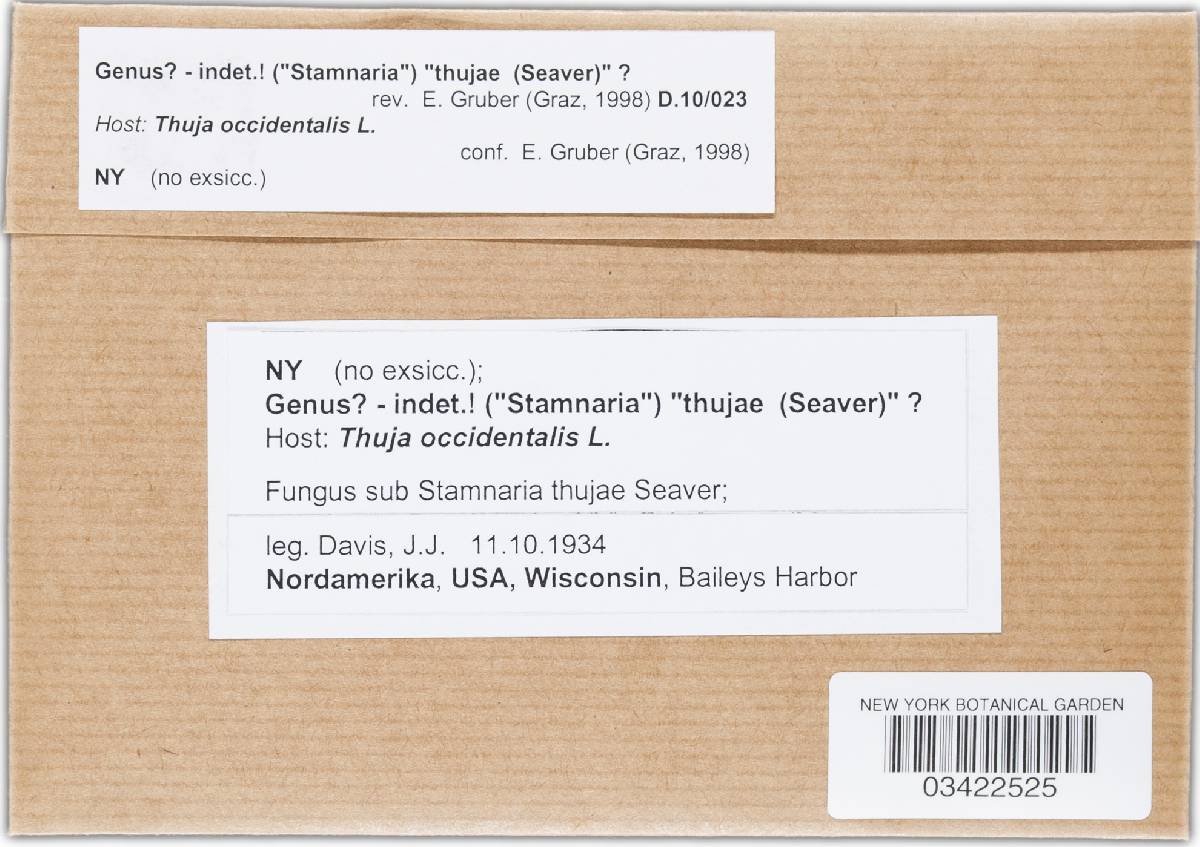 Genus? - indet.! ("Stamnaria") "thujae (Seaver)" ?
rev. E. Gruber (Graz, 1998) D.10/023
Host: Thuja occidentalis L.
conf. E. Gruber (Graz, 1998)
NY (no exsicc.)
NY (no exsicc.);
Genus? - indet.! ("Stamnaria") "thujae (Seaver)" ?
Host: Thuja occidentalis L.
Fungus sub Stamnaria thujae Seaver;
leg. Davis, J.J. 11.10.1934
Nordamerika, USA, Wisconsin, Baileys Harbor
NEW YORK BOTANICAL GARDEN
03422525